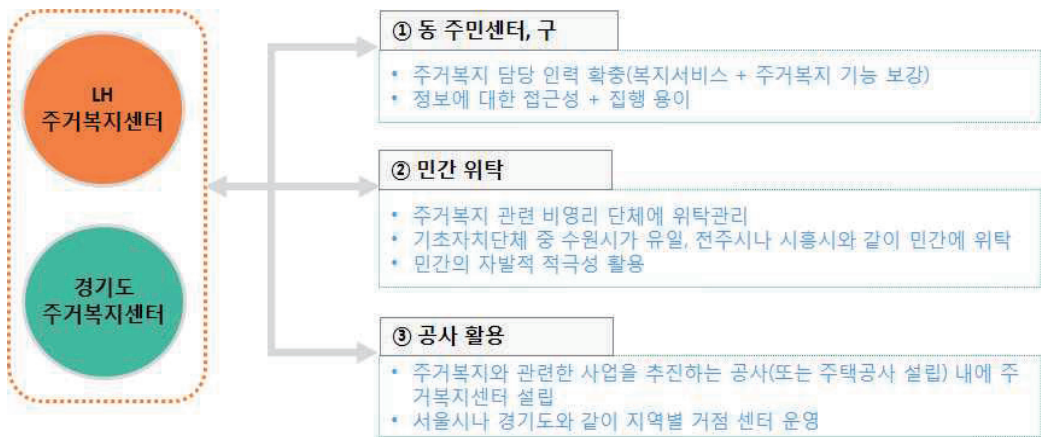 LH
주거복지센터
경기도
주거복지센터
① 동 주민센터, 구
• 주거복지 담당 인력 확충(복지서비스 + 주거복지 기능 보강)
• 정보에 대한 접근성 + 집행 용이
② 민간 위탁
• 주거복지 관련 비영리 단체에 위탁관리
• 기초자치단체 중 수원시가 유일, 전주시나 시흥시와 같이 민간에 위탁
• 민간의 자발적 적극성 활용
③ 공사 활용
• 주거복지와 관련한 사업을 추진하는 공사(또는 주택공사 설립) 내에 주
거복지센터 설립
• 서울시나 경기도와 같이 지역별 거점 센터 운영